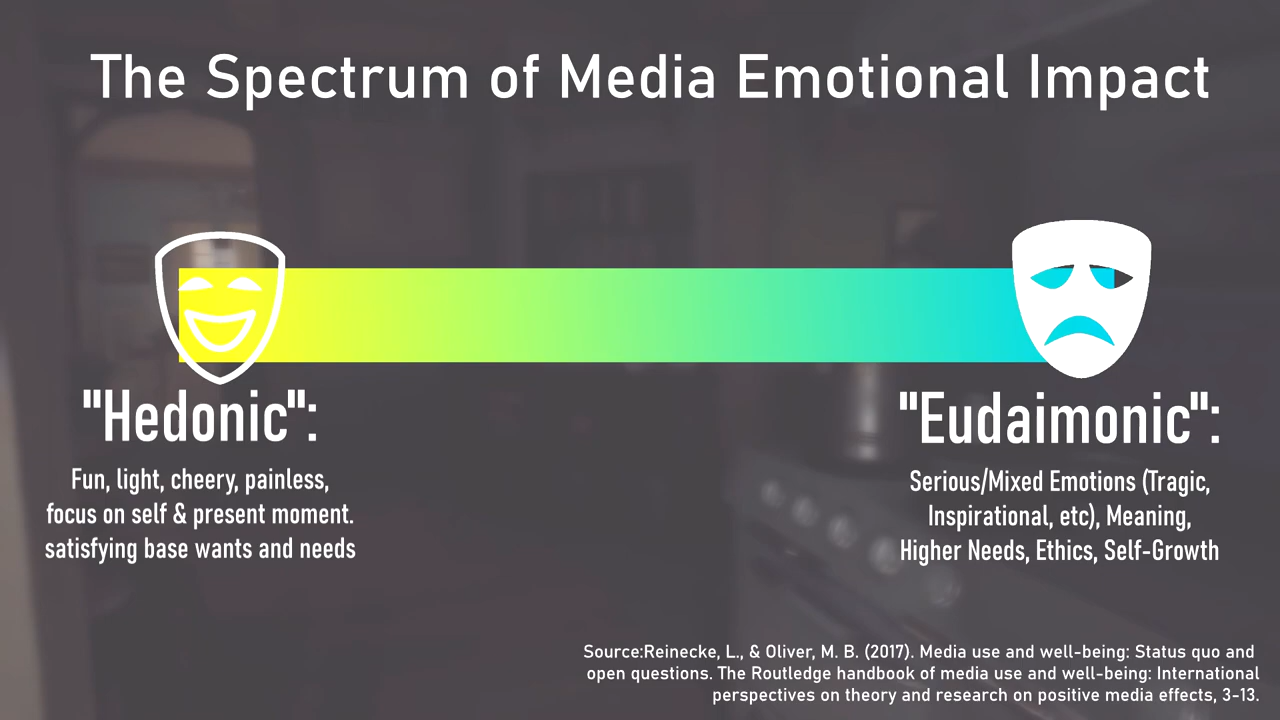 The Spectrum of Media Emotional Impact
"Hedonic":
Fun, light, cheery, painless,
focus on self & present moment.
satisfying base wants and needs
"Eudaimonic":
Serious/Mixed Emotions (Tragic,
Inspirational, etc), Meaning,
Higher Needs, Ethics, Self-Growth
Source:Reinecke, L., & Oliver, M. B. (2017). Media use and well-being: Status quo and
open questions. The Routledge handbook of media use and well-being: International
perspectives on theory and research on positive media effects, 3-13.